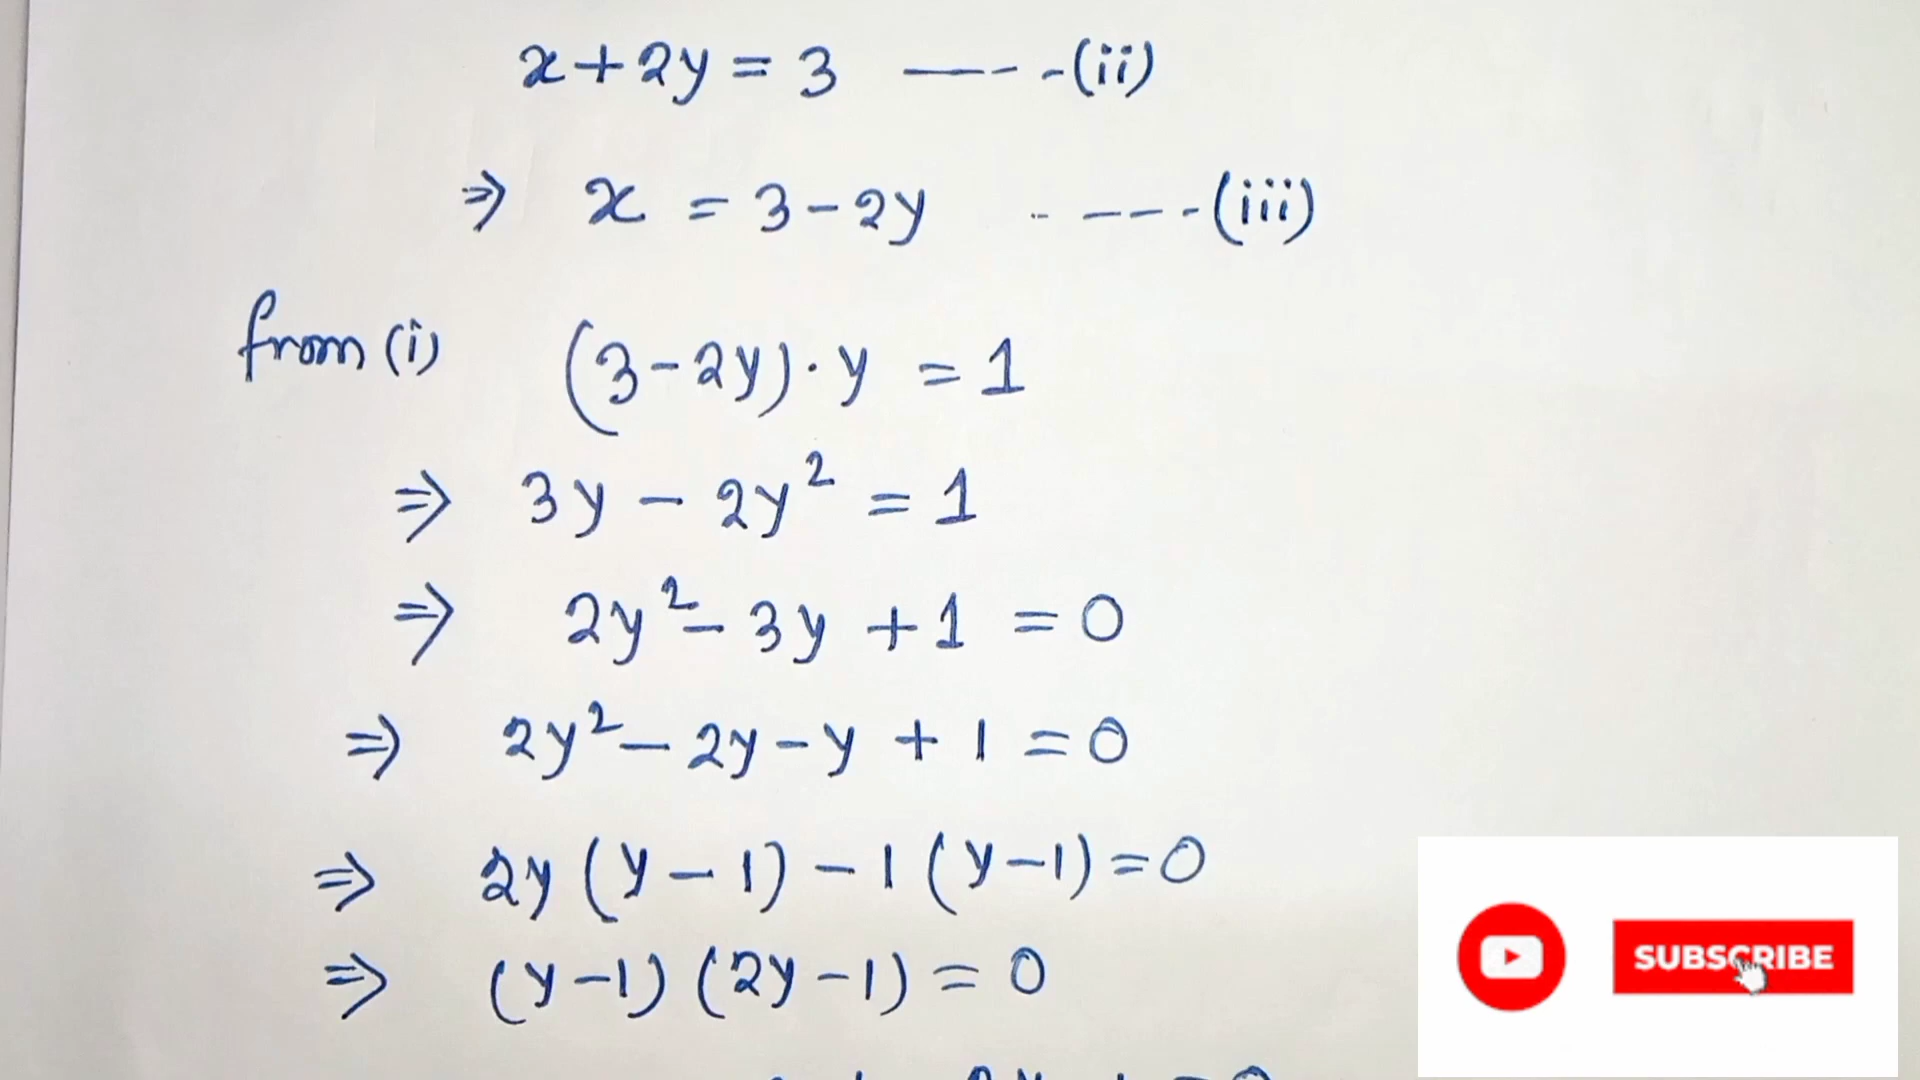 x + 2y = 3 ---- -(ii)
⇒ x = 3 - 2y - ----(iii)
from (i) (3 - 2y) · y = 1
⇒ 3y - 2y² = 1
⇒ 2y² - 3y + 1 = 0
⇒ 2y² - 2y - y + 1 = 0
⇒ 2y (y - 1) - 1 (y - 1) = 0
⇒ (y - 1) (2y - 1) = 0
SUBSCRIBE